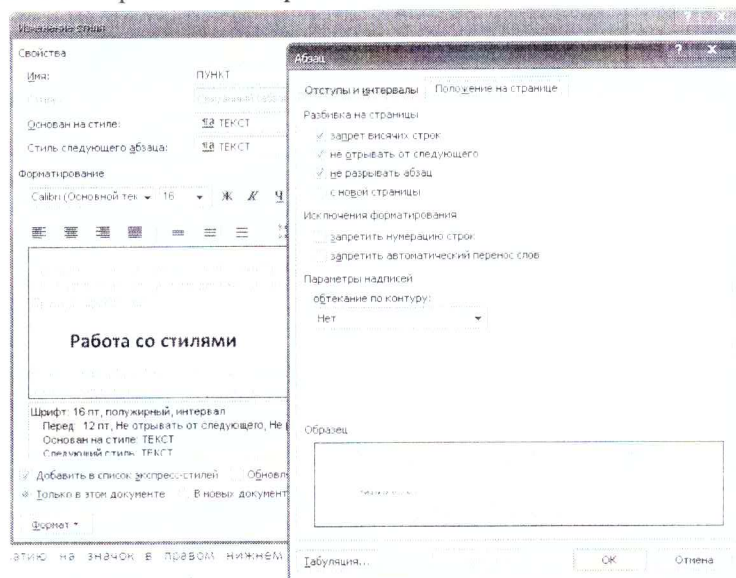 Изменение стиля
Свойства
Имя: ПУНКТ
Стиль:
Основан на стиле: ¶a ТЕКСТ
Стиль следующего абзаца: ¶a ТЕКСТ
Форматирование
Calibri (Основной тек 16 Ж К Ч
Работа со стилями
Шрифт: 16 пт, полужирный, интервал
Перед: 12 пт, Не отрывать от следующего, Не р
Основан на стиле: ТЕКСТ
Следующий стиль: ТЕКСТ
Добавить в список экспресс-стилей Обновл
Только в этом документе В новых документ
Формат
Абзац
? X
Отступы и интервалы Положение на странице
Разбивка на страницы
запрет висячих строк
не отрывать от следующего
не разрывать абзац
с новой страницы
Исключения форматирования
запретить нумерацию строк
запретить автоматический перенос слов
Параметры надписей
обтекание по контуру:
Нет
Образец
Табуляция... ОК Отмена
атию на значок в правом нижнем